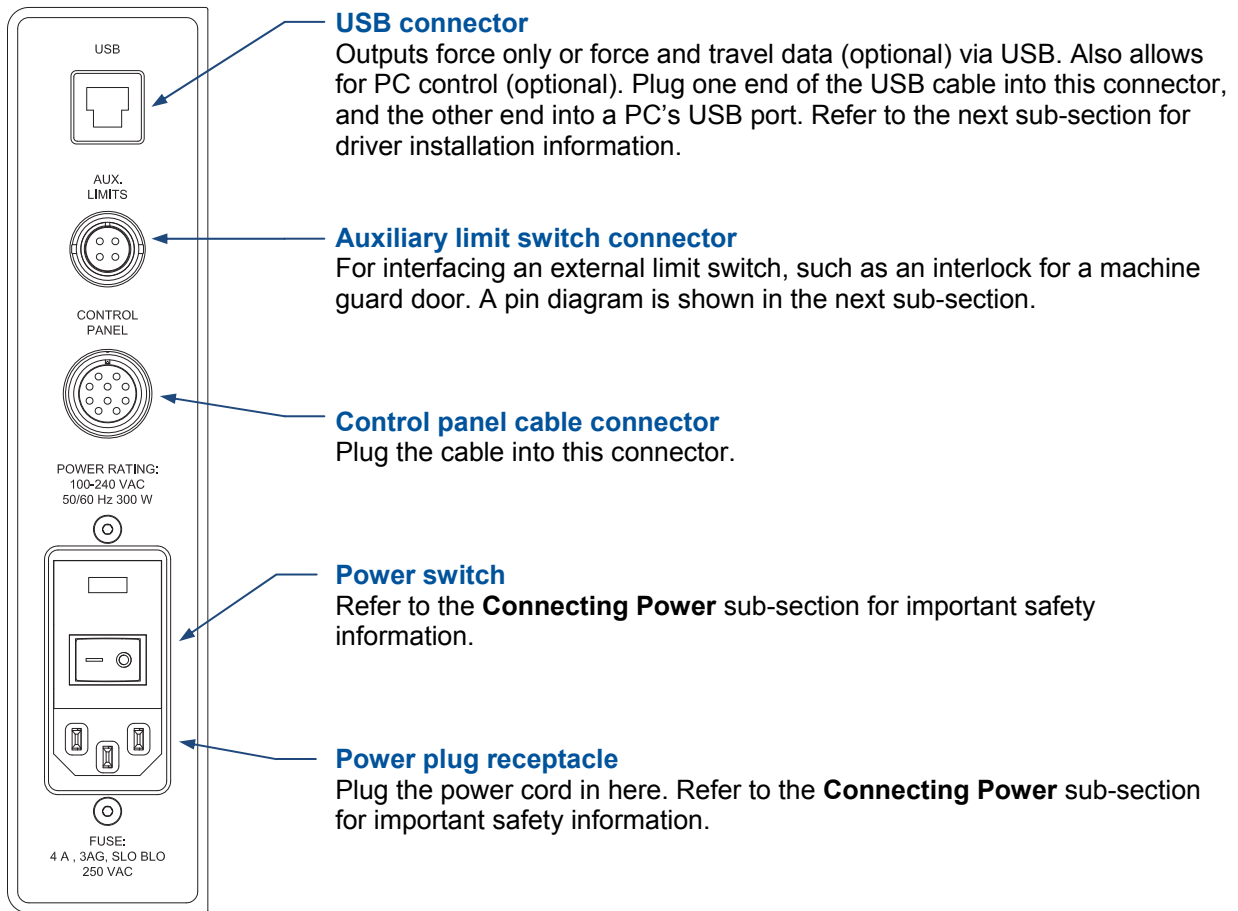 USB
AUX.
LIMITS
CONTROL
PANEL
POWER RATING:
100-240 VAC
50/60 Hz 300 W
FUSE:
4 A , 3AG, SLO BLO
250 VAC
USB connector
Outputs force only or force and travel data (optional) via USB. Also allows
for PC control (optional). Plug one end of the USB cable into this connector,
and the other end into a PC’s USB port. Refer to the next sub-section for
driver installation information.
Auxiliary limit switch connector
For interfacing an external limit switch, such as an interlock for a machine
guard door. A pin diagram is shown in the next sub-section.
Control panel cable connector
Plug the cable into this connector.
Power switch
Refer to the Connecting Power sub-section for important safety
information.
Power plug receptacle
Plug the power cord in here. Refer to the Connecting Power sub-section
for important safety information.